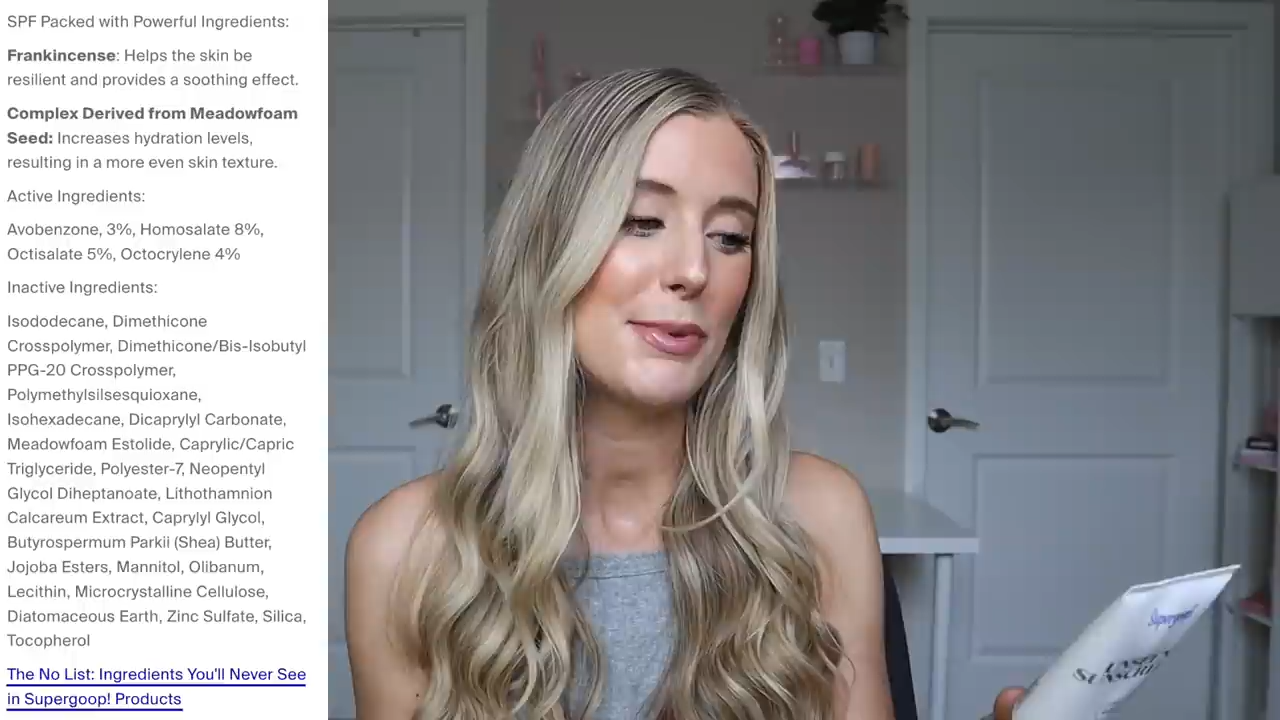 SPF Packed with Powerful Ingredients:
Frankincense: Helps the skin be
resilient and provides a soothing effect.
Complex Derived from Meadowfoam
Seed: Increases hydration levels,
resulting in a more even skin texture.
Active Ingredients:
Avobenzone, 3%, Homosalate 8%,
Octisalate 5%, Octocrylene 4%
Inactive Ingredients:
Isododecane, Dimethicone
Crosspolymer, Dimethicone/Bis-Isobutyl
PPG-20 Crosspolymer,
Polymethylsilsesquioxane,
Isohexadecane, Dicaprylyl Carbonate,
Meadowfoam Estolide, Caprylic/Capric
Triglyceride, Polyester-7, Neopentyl
Glycol Diheptanoate, Lithothamnion
Calcareum Extract, Caprylyl Glycol,
Butyrospermum Parkii (Shea) Butter,
Jojoba Esters, Mannitol, Olibanum,
Lecithin, Microcrystalline Cellulose,
Diatomaceous Earth, Zinc Sulfate, Silica,
Tocopherol
The No List: Ingredients You'll Never See
in Supergoop! Products